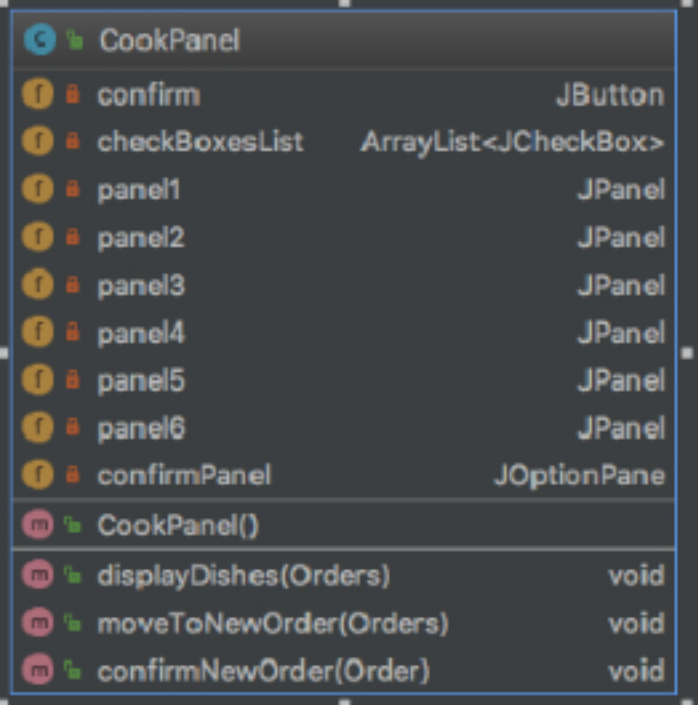 C CookPanel
f confirm JButton
f checkBoxesList ArrayList<JCheckBox>
f panel1 JPanel
f panel2 JPanel
f panel3 JPanel
f panel4 JPanel
f panel5 JPanel
f panel6 JPanel
f confirmPanel JOptionPane
m CookPanel()
m displayDishes(Orders) void
m moveToNewOrder(Orders) void
m confirmNewOrder(Order) void